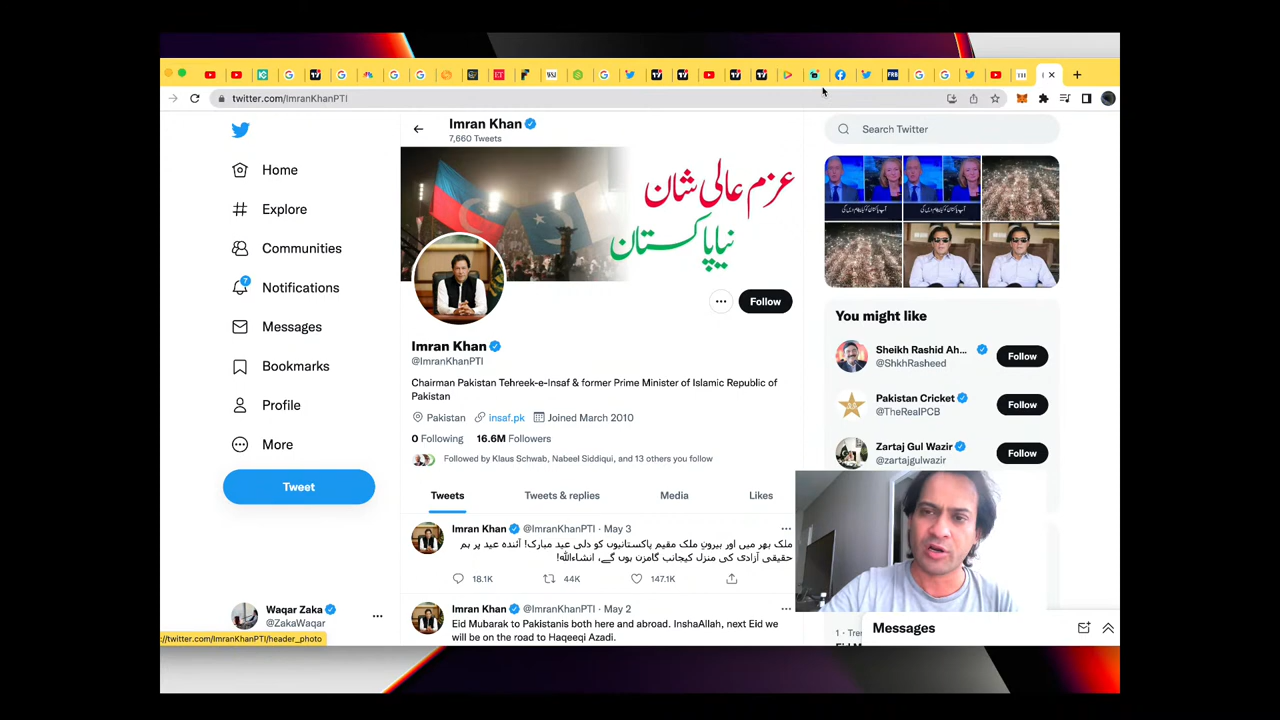 twitter.com/ImranKhanPTI
Imran Khan
7,660 Tweets
Search Twitter
Home
Explore
Communities
7
Notifications
Messages
Bookmarks
Profile
More
Tweet
Waqar Zaka
@ZakaWaqar
://twitter.com/ImranKhanPTI/header_photo
عزم عالی شان
نیا پاکستان
Follow
Imran Khan
@ImranKhanPTI
Chairman Pakistan Tehreek-e-Insaf & former Prime Minister of Islamic Republic of
Pakistan
Pakistan insaf.pk Joined March 2010
0 Following 16.6M Followers
Followed by Klaus Schwab, Nabeel Siddiqui, and 13 others you follow
Tweets Tweets & replies Media Likes
Imran Khan @ImranKhanPTI · May 3
ملک بھر میں اور بیرونِ ملک مقیم پاکستانیوں کو دلی عید مبارک! آئندہ عید پر ہم
حقیقی آزادی کی منزل کیجانب گامزن ہوں گے، انشاءاللہ!
18.1K 44K 147.1K
Imran Khan @ImranKhanPTI · May 2
Eid Mubarak to Pakistanis both here and abroad. InshaAllah, next Eid we
will be on the road to Haqeeqi Azadi.
You might like
Sheikh Rashid Ah...
@ShkhRasheed
Follow
Pakistan Cricket
@TheRealPCB
Follow
Zartaj Gul Wazir
@zartajgulwazir
Follow
Messages